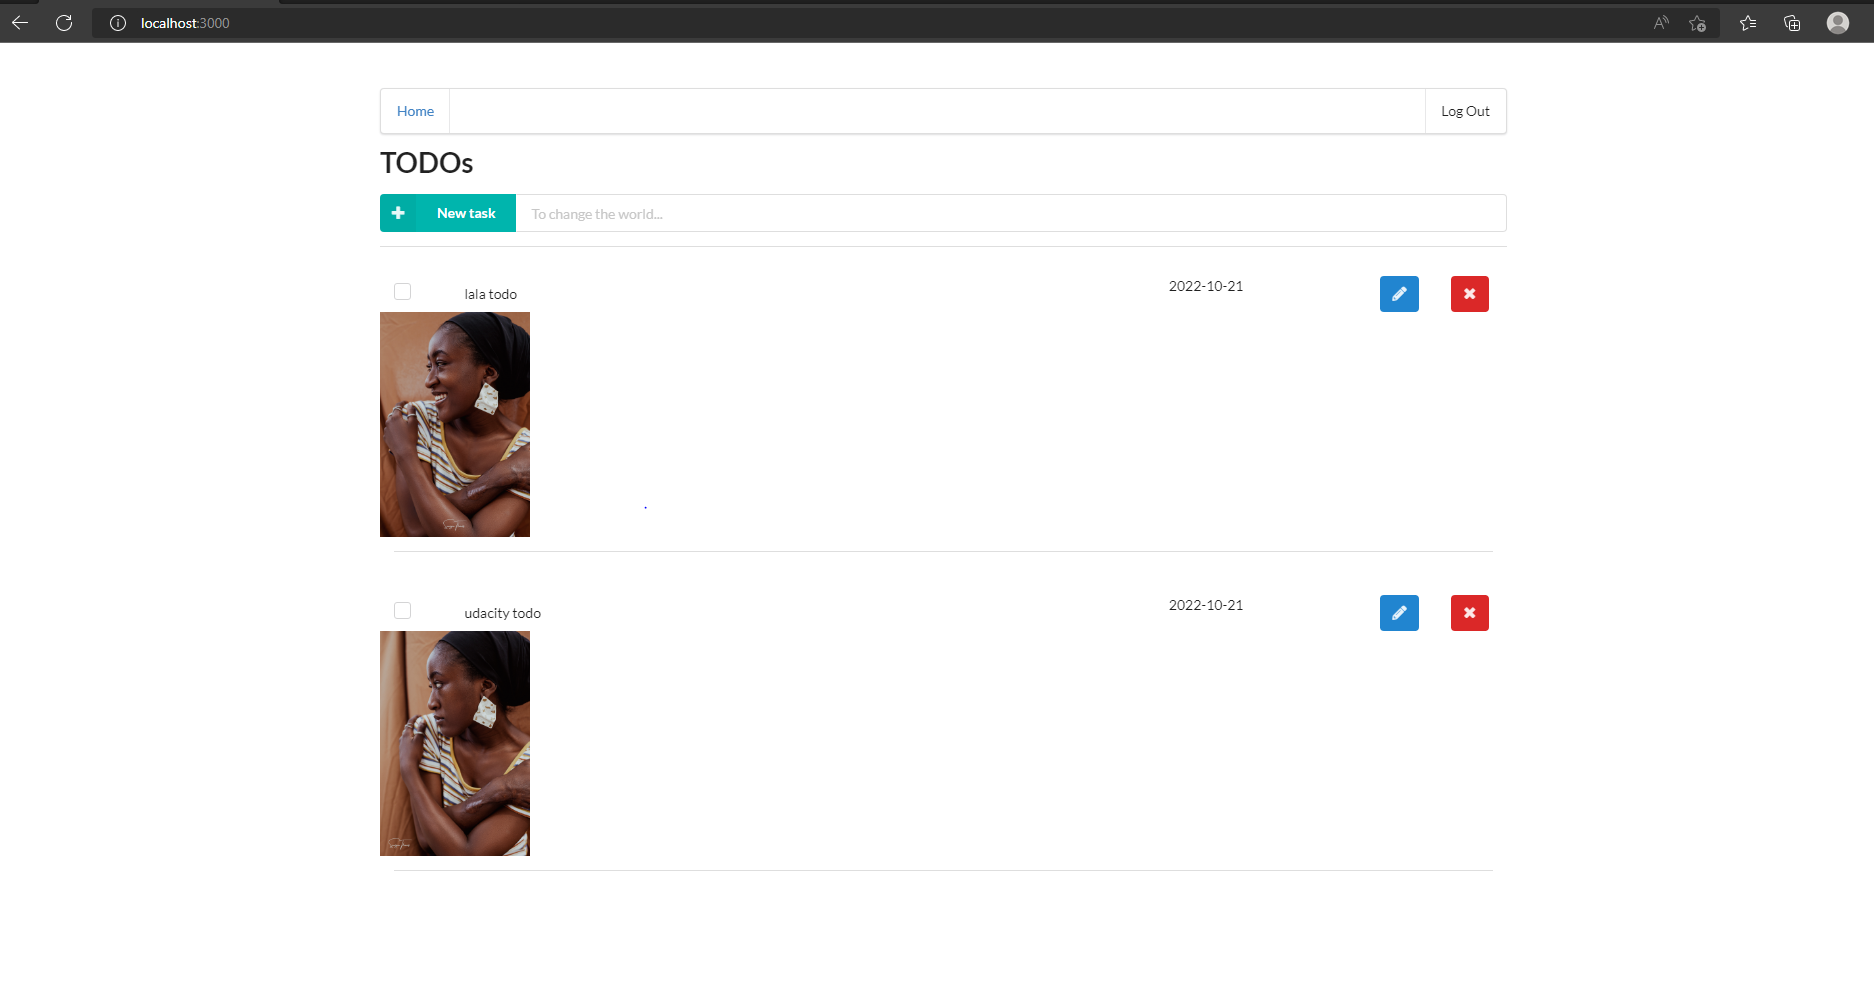 localhost:3000
Home
Log Out
TODOs
New task
To change the world...
lala todo
2022-10-21
udacity todo
2022-10-21